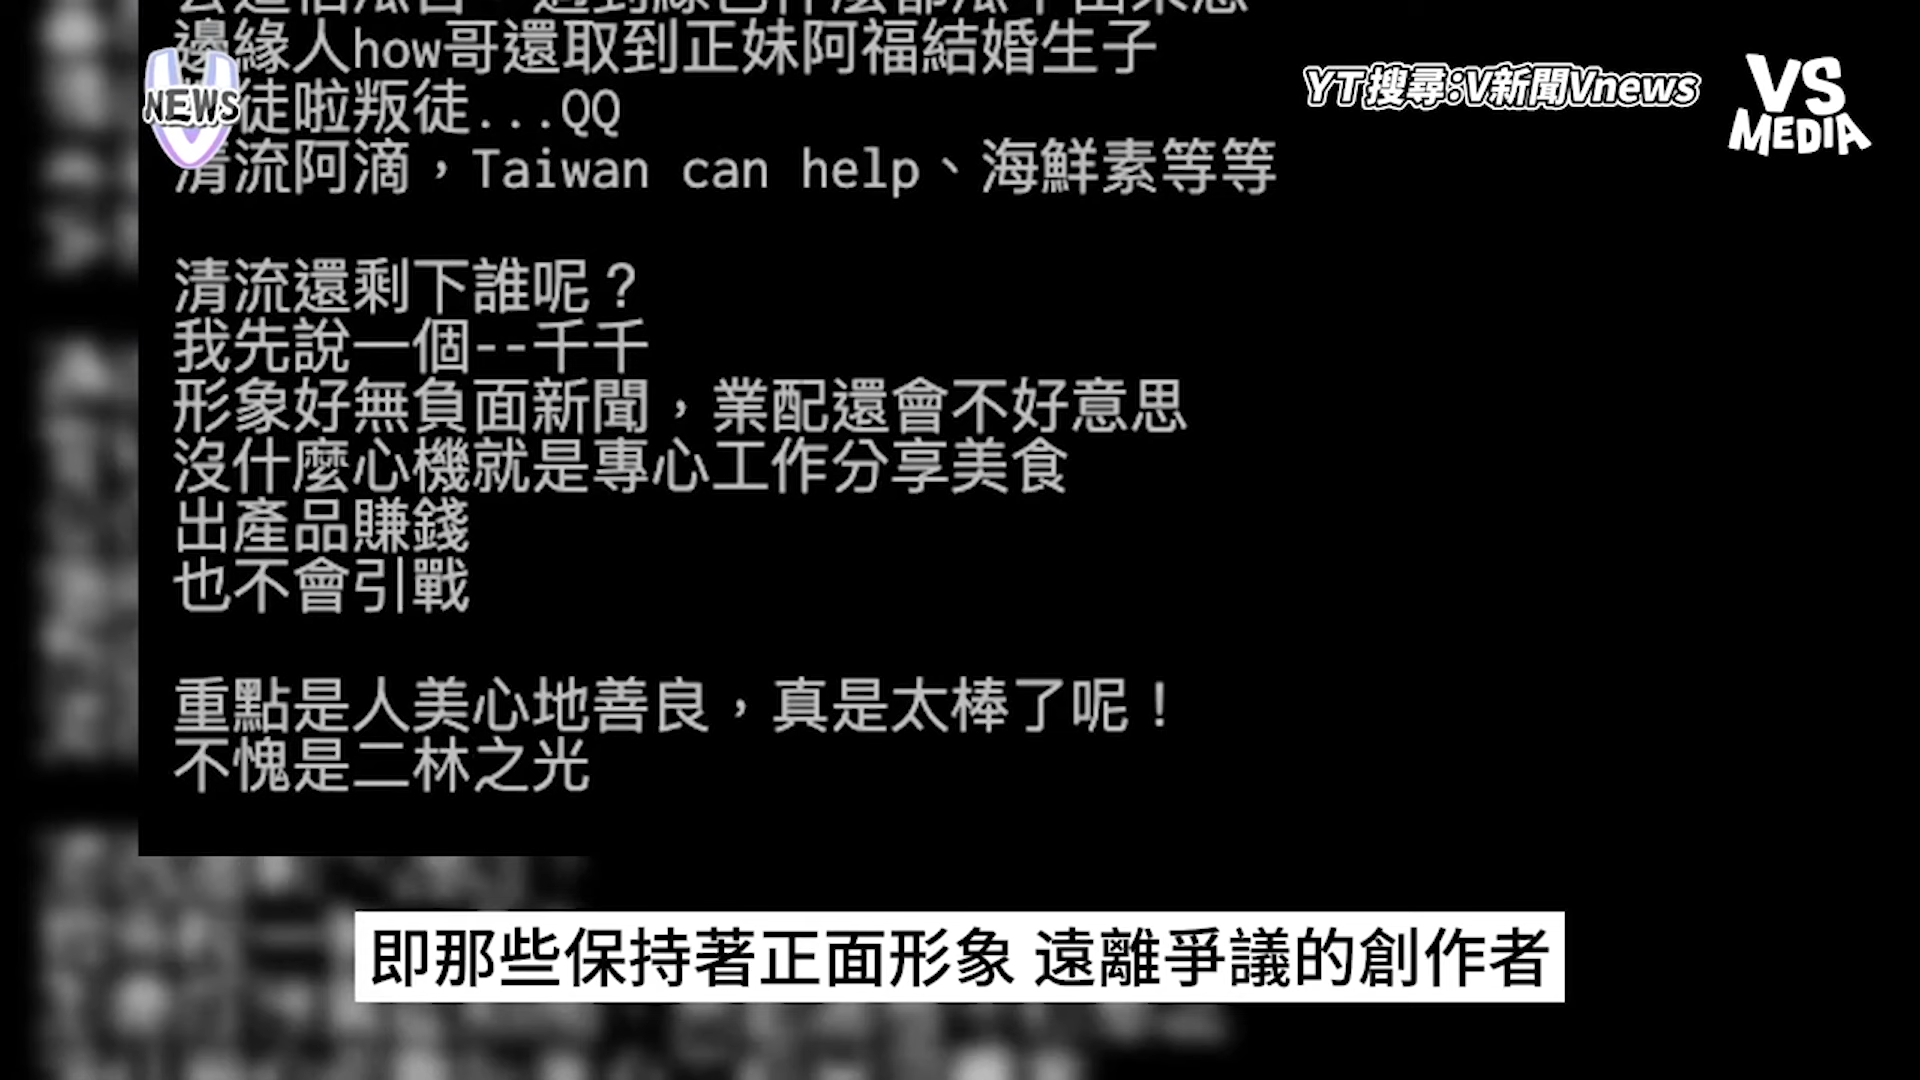 邊緣人how哥還取到正妹阿福結婚生子
徒啦叛徒...QQ
清流阿滴，Taiwan can help、海鮮素等等
清流還剩下誰呢？
我先說一個--千千
形象好無負面新聞，業配還會不好意思
沒什麼心機就是專心工作分享美食
出產品賺錢
也不會引戰
重點是人美心地善良，真是太棒了呢！
不愧是二林之光
NEWS
YT搜尋:V新聞Vnews
VS
MEDIA
即那些保持著正面形象 遠離爭議的創作者